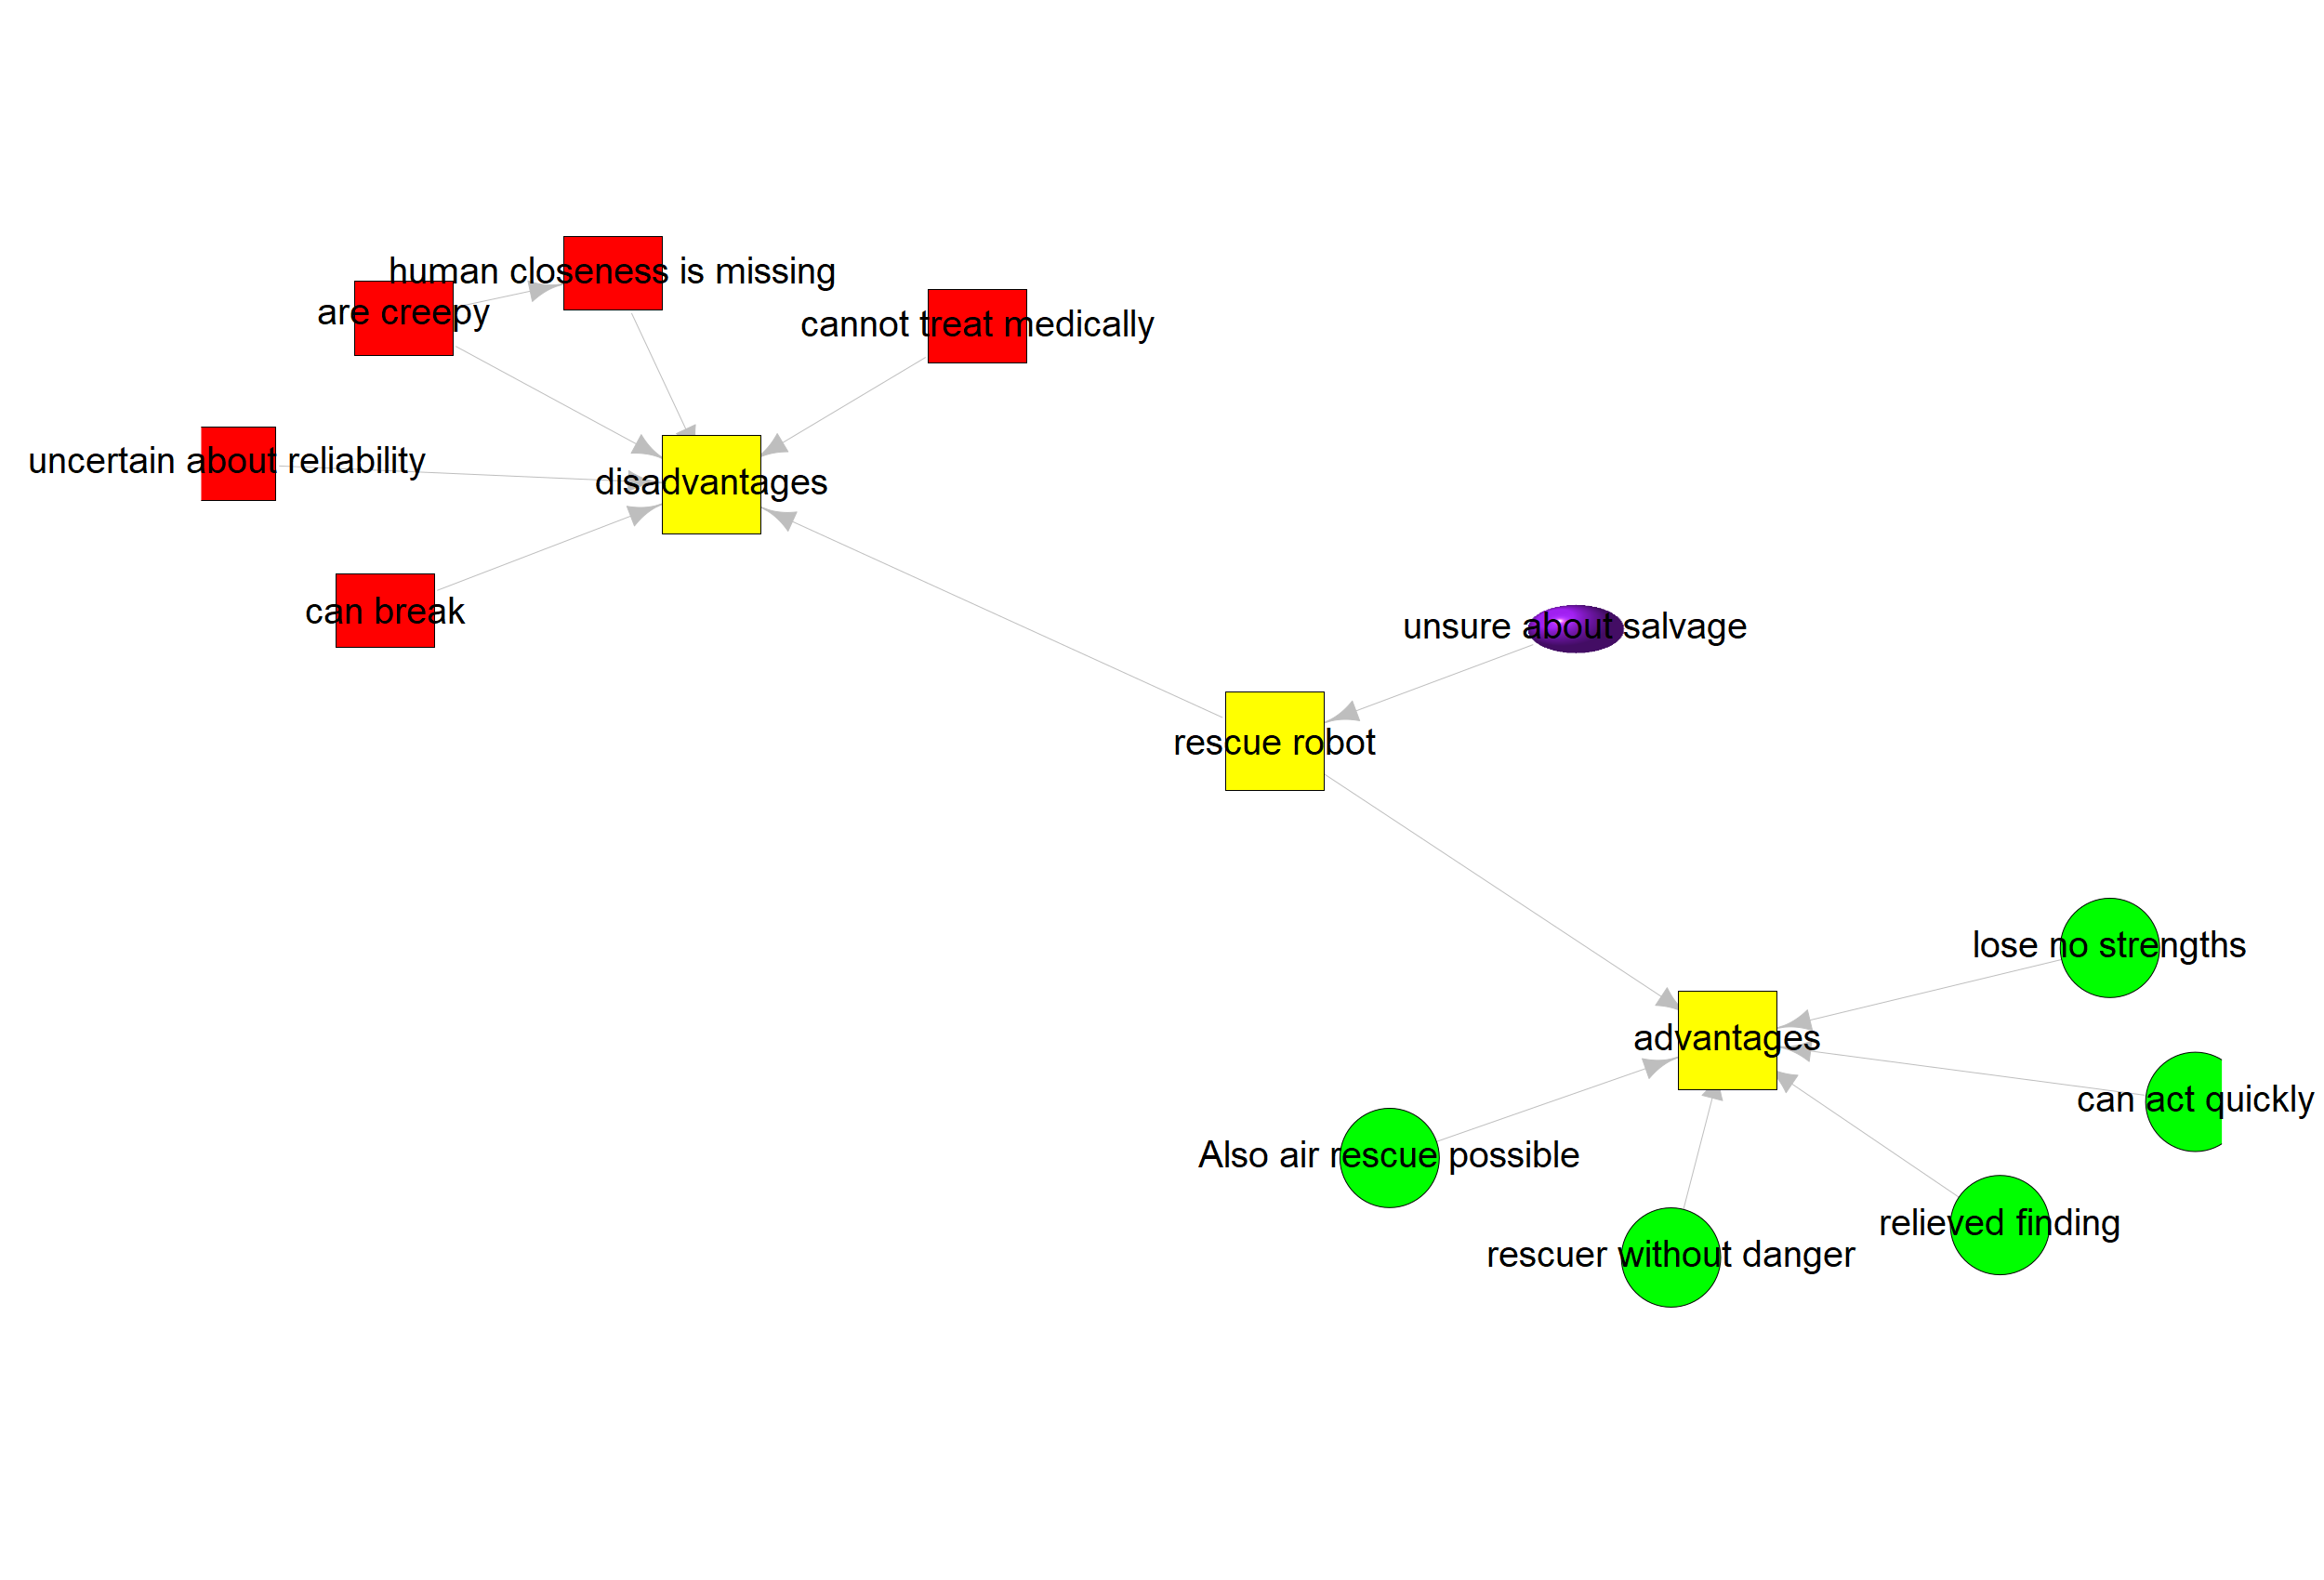 human closeness is missing
are creepy
cannot treat medically
uncertain about reliability
disadvantages
can break
unsure about salvage
rescue robot
lose no strengths
advantages
can act quickly
Also air rescue possible
relieved finding
rescuer without danger